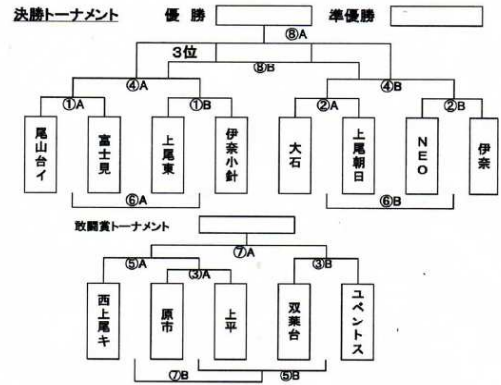 決勝トーナメント 優勝 準優勝
⑧A
3位
⑧B
④A ④B
①A ①B ②A ②B
尾山台イ 富士見 上尾東 伊奈小針 大石 上尾朝日 NEO 伊奈
⑥A ⑥B
敢闘賞トーナメント
⑦A
⑤A ③B
③A
西上尾キ 原市 上平 双葉台 ユベントス
⑦B ⑤B